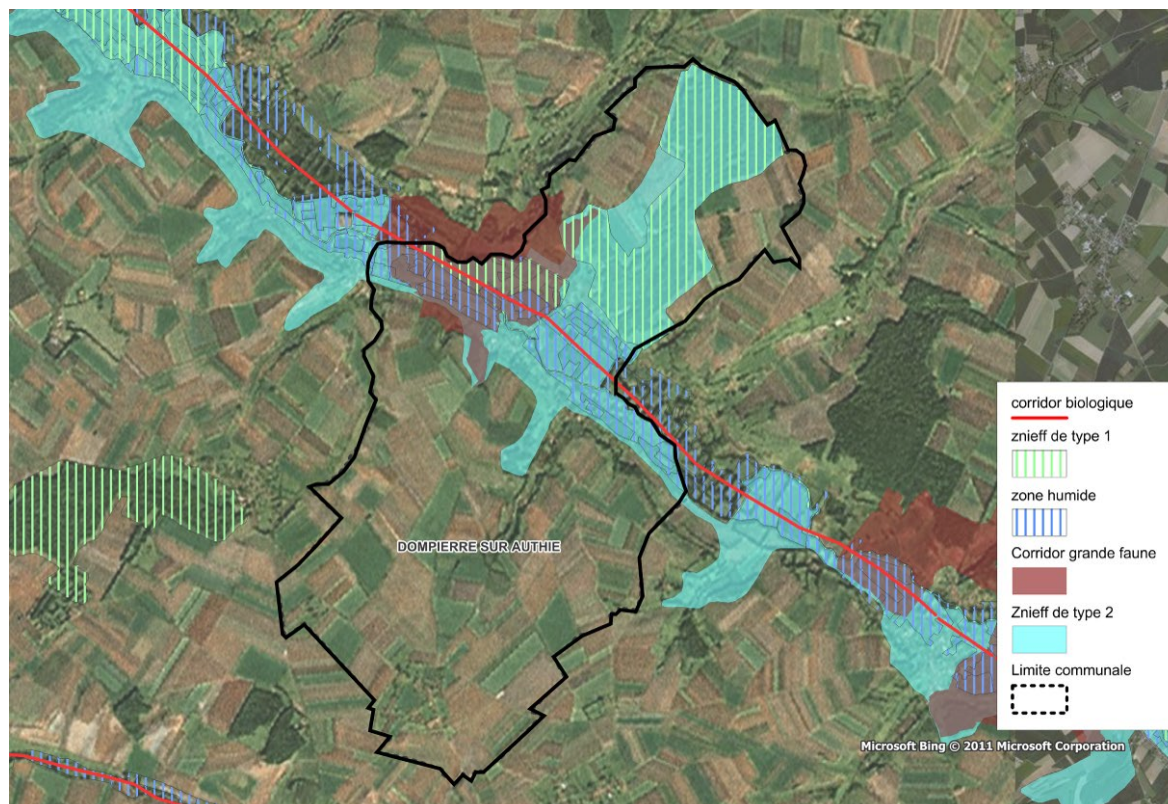 DOMPIERRE SUR AUTHIE
corridor biologique
znieff de type 1
zone humide
Corridor grande faune
Znieff de type 2
Limite communale
Microsoft Bing © 2011 Microsoft Corporation